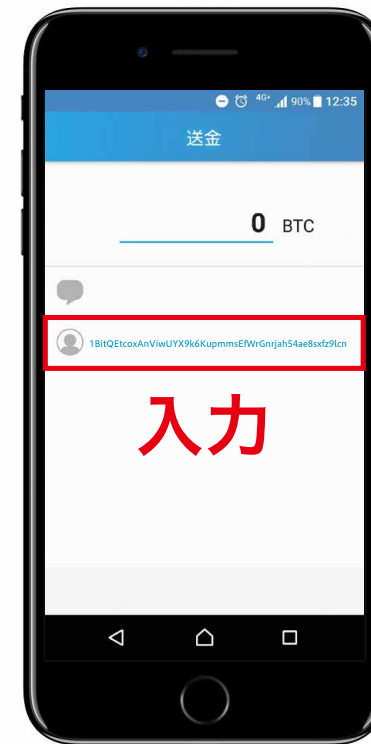 4G+ 90% 12:35
送金
0 BTC
1BitQEtcoxAnViwUYX9k6KupmmsEfWrGnrjah54ae8sxfz9lcn
入力